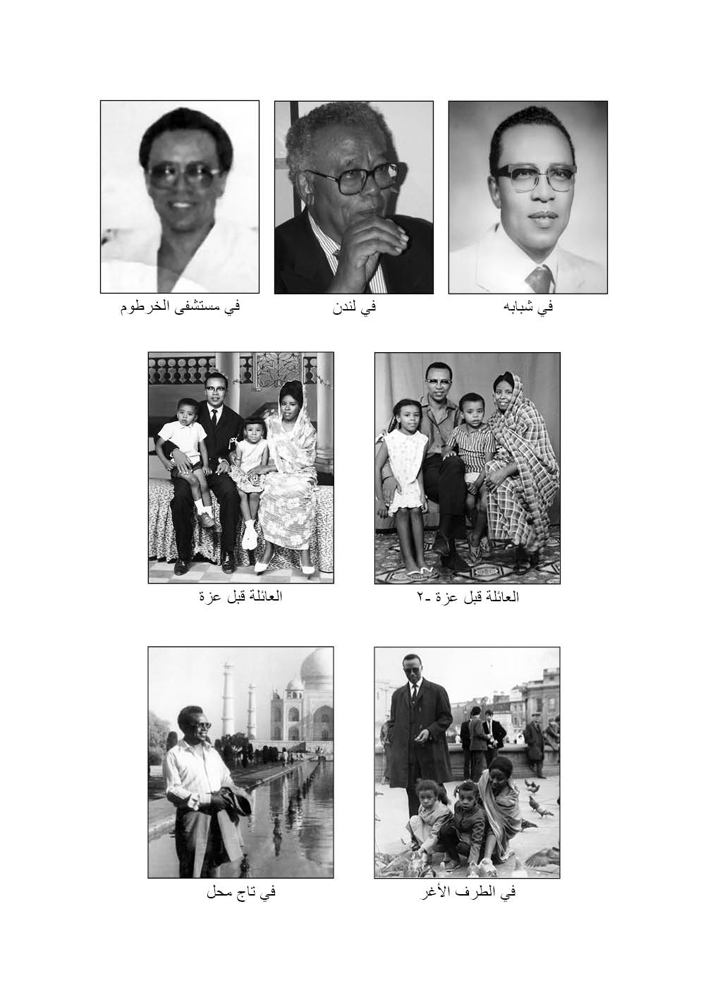 في شبابه
في لندن
في مستشفى الخرطوم
العائلة قبل عزة -٢
العائلة قبل عزة
في الطرف الأغر
في تاج محل